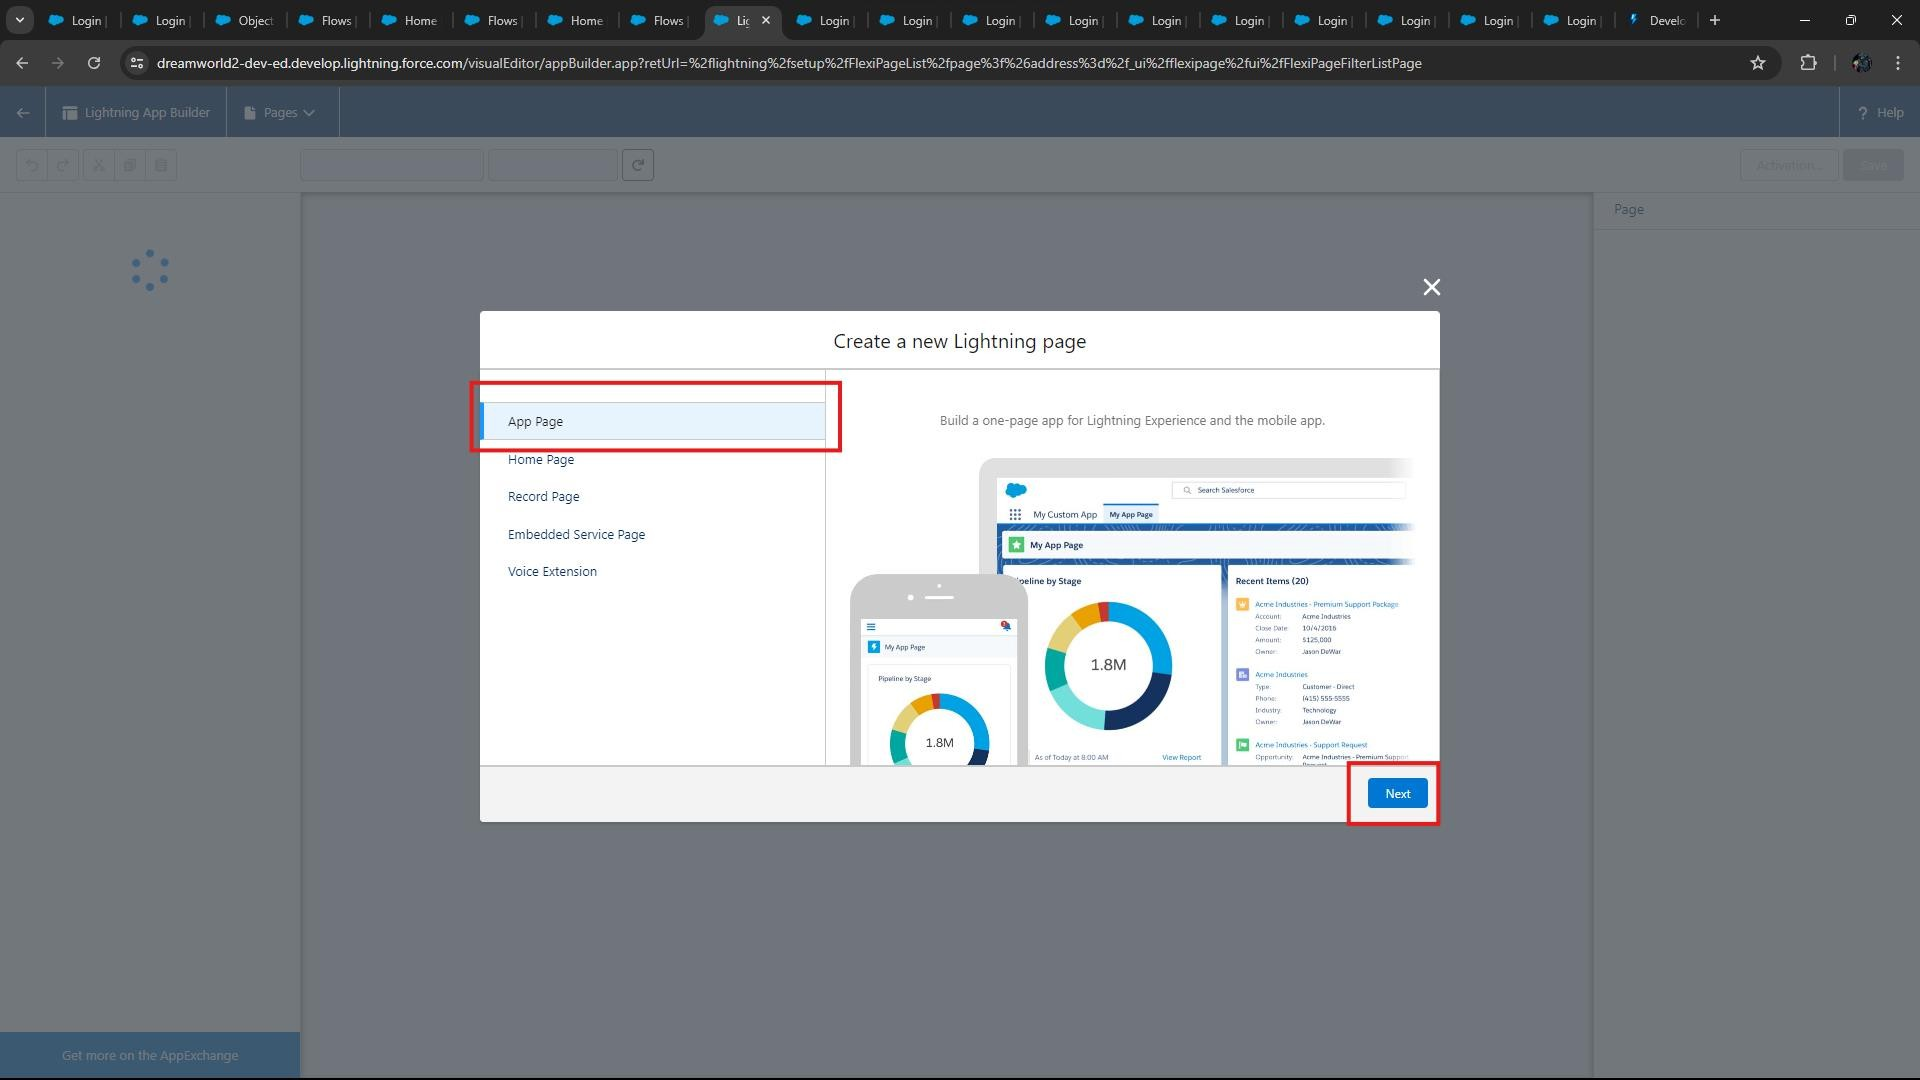 Login
Login
Object
Flows
Home
Flows
Home
Flows
Lig
Login
Login
Login
Login
Login
Login
Login
Login
Login
Login
Develo
dreamworld2-dev-ed.develop.lightning.force.com/visualEditor/appBuilder.app?retUrl=%2flightning%2fsetup%2fFlexiPageList%2fpage%3f%26address%3d%2f_ui%2fflexipage%2fui%2fFlexiPageFilterListPage
Lightning App Builder
Pages
? Help
Activation...
Save
Page
Create a new Lightning page
App Page
Home Page
Record Page
Embedded Service Page
Voice Extension
Build a one-page app for Lightning Experience and the mobile app.
Search Salesforce
My Custom App
My App Page
My App Page
Pipeline by Stage
1.8M
As of Today at 8:00 AM
View Report
Recent Items (20)
Acme Industries - Premium Support Package
Account: Acme Industries
Close Date: 10/4/2016
Amount: $125,000
Owner: Jason DeWar
Acme Industries
Type: Customer - Direct
Phone: (415) 555-5555
Industry: Technology
Owner: Jason DeWar
Acme Industries - Support Request
Opportunity: Acme Industries - Premium Support
My App Page
Pipeline by Stage
1.8M
Next
Get more on the AppExchange